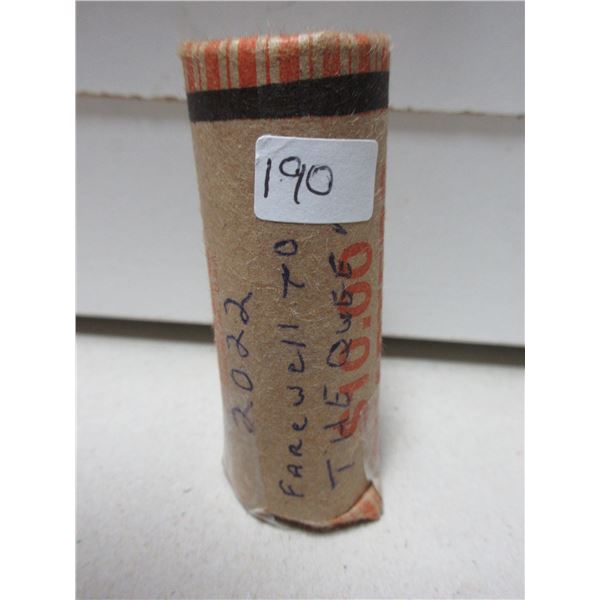 190
2022
FAREWELL TO
THE QUEEN
$10.00